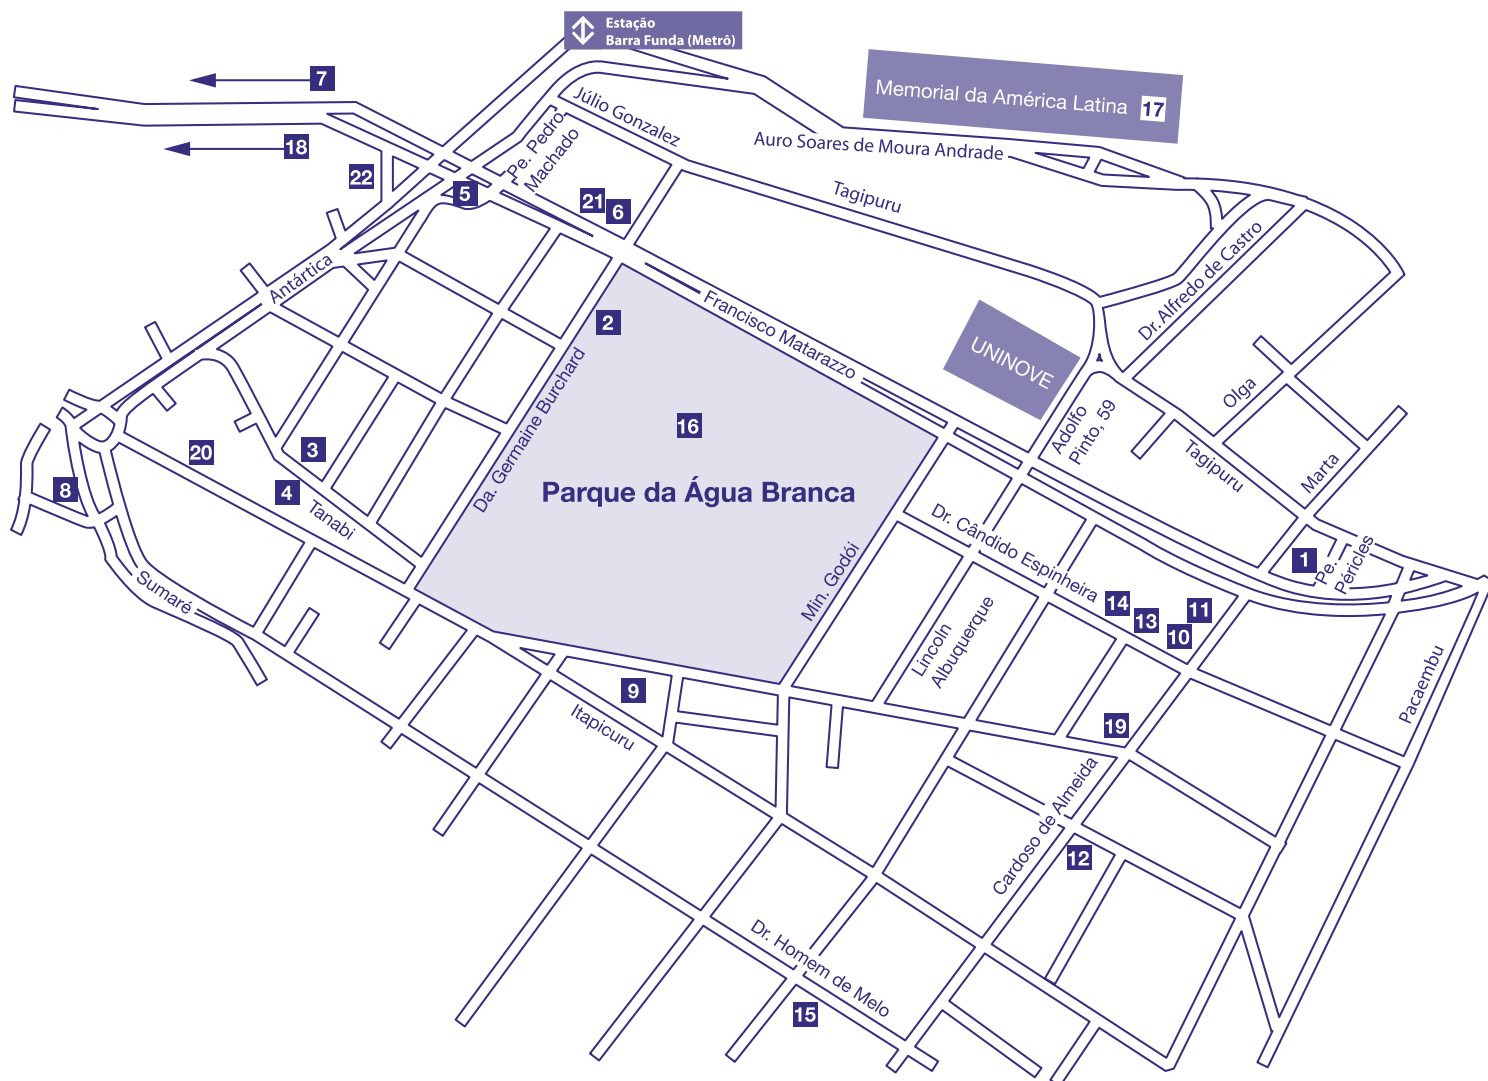 Estação
Barra Funda (Metrô)
7
Memorial da América Latina 17
18
Júlio Gonzalez
Pe. Pedro
Machado
Auro Soares de Moura Andrade
22
5
21
6
Tagipuru
Dr. Alfredo de Castro
Antártica
2
Francisco Matarazzo
UNINOVE
Da. Germaine Burchard
Olga
16
Adolfo
Pinto, 59
20
3
Tagipuru
Marta
8
4
Tanabi
Parque da Água Branca
Dr. Cândido Espinheira
Min. Godói
1
Pe.
Péricles
Sumaré
14
13
11
10
Lincoln
Albuquerque
9
Itapicuru
19
Pacaembu
Cardoso de Almeida
12
Dr. Homem de Melo
15